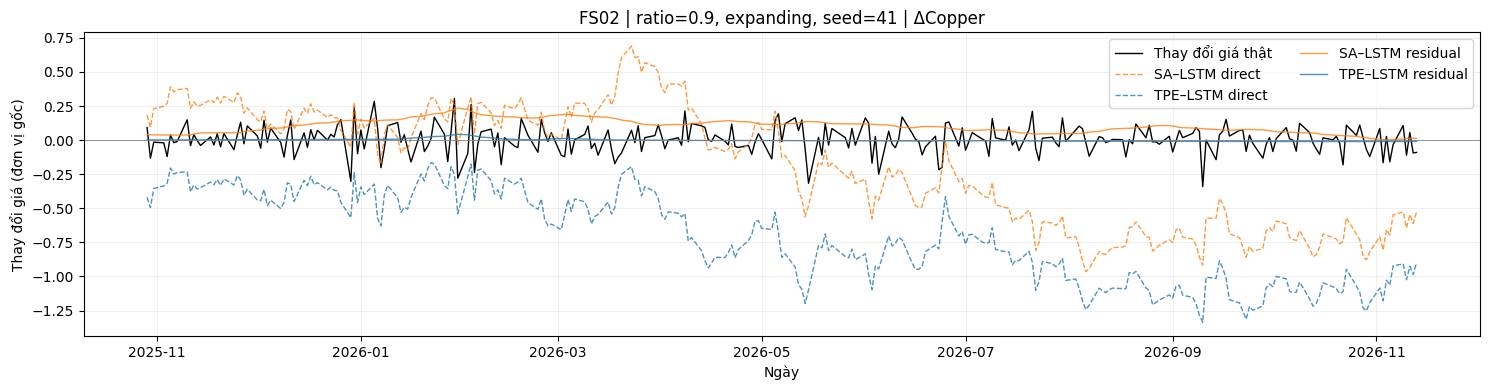 FS02 | ratio=0.9, expanding, seed=41 | ΔCopper
Thay đổi giá (đơn vị gốc)
0.75
0.50
0.25
0.00
−0.25
−0.50
−0.75
−1.00
−1.25
Thay đổi giá thật
SA–LSTM direct
TPE–LSTM direct
SA–LSTM residual
TPE–LSTM residual
2025-11
2026-01
2026-03
2026-05
2026-07
2026-09
2026-11
Ngày